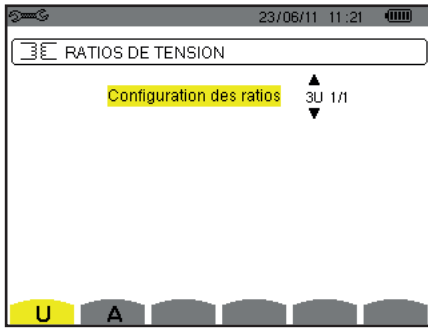 23/06/11 11:21
RATIOS DE TENSION
Configuration des ratios 3U 1/1
U A